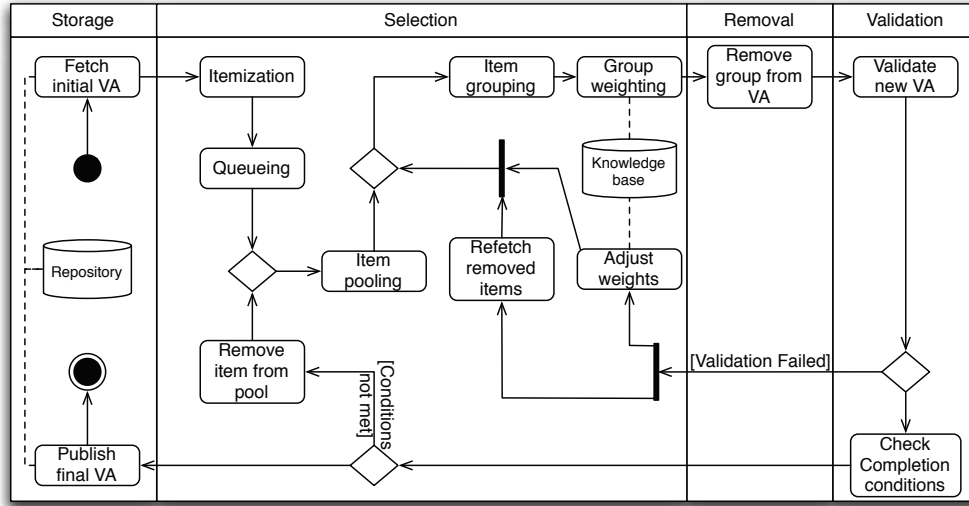 Storage
Selection
Removal
Validation
Fetch
initial VA
Itemization
Item
grouping
Group
weighting
Remove
group from
VA
Validate
new VA
Queueing
Knowledge
base
Repository
Item
pooling
Refetch
removed
items
Adjust
weights
Remove
item from
pool
[Conditions
not met]
[Validation Failed]
Publish
final VA
Check
Completion
conditions